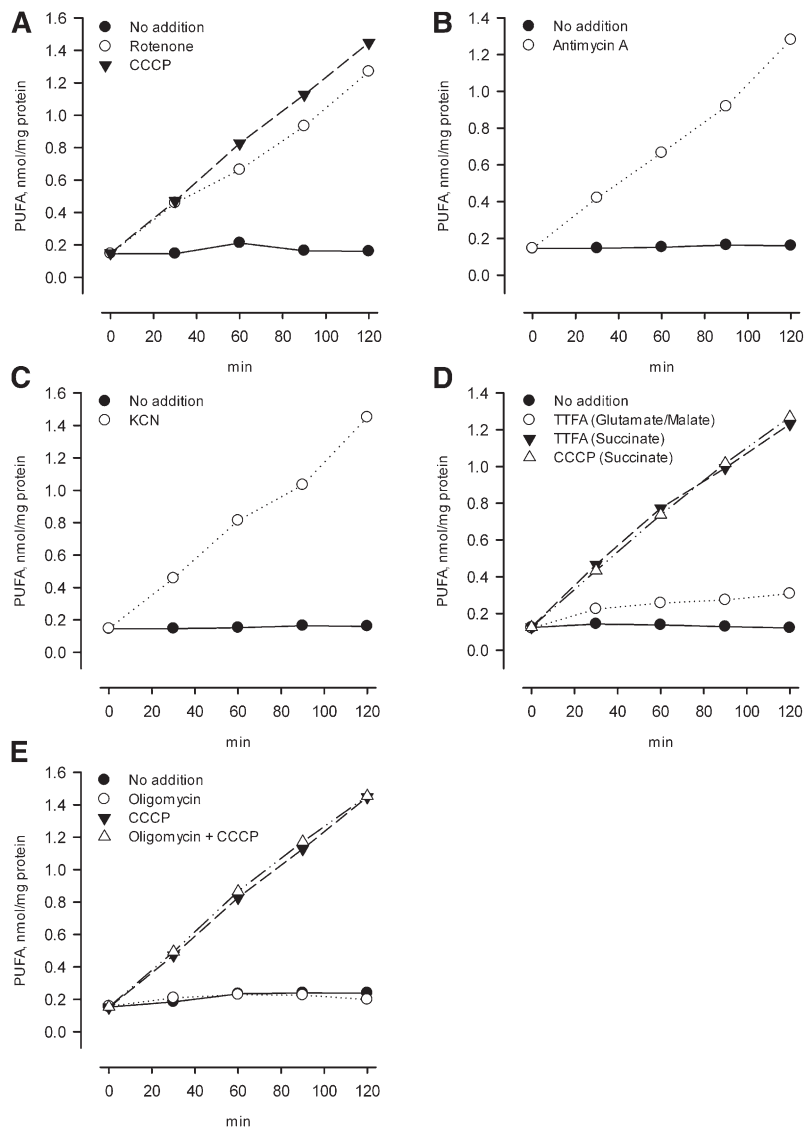 A
No addition
Rotenone
CCCP
PUFA, nmol/mg protein
1.6
1.4
1.2
1.0
0.8
0.6
0.4
0.2
0.0
0 20 40 60 80 100 120
min
B
No addition
Antimycin A
PUFA, nmol/mg protein
1.4
1.2
1.0
0.8
0.6
0.4
0.2
0.0
0 20 40 60 80 100 120
min
C
No addition
KCN
PUFA, nmol/mg protein
1.6
1.4
1.2
1.0
0.8
0.6
0.4
0.2
0.0
0 20 40 60 80 100 120
min
D
No addition
TTFA (Glutamate/Malate)
TTFA (Succinate)
CCCP (Succinate)
PUFA, nmol/mg protein
1.4
1.2
1.0
0.8
0.6
0.4
0.2
0.0
0 20 40 60 80 100 120
min
E
No addition
Oligomycin
CCCP
Oligomycin + CCCP
PUFA, nmol/mg protein
1.6
1.4
1.2
1.0
0.8
0.6
0.4
0.2
0.0
0 20 40 60 80 100 120
min